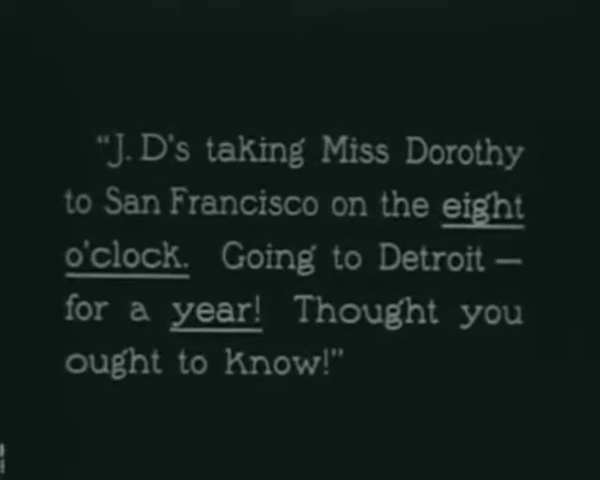 "J. D's taking Miss Dorothy
to San Francisco on the eight
o'clock. Going to Detroit —
for a year! Thought you
ought to know!"